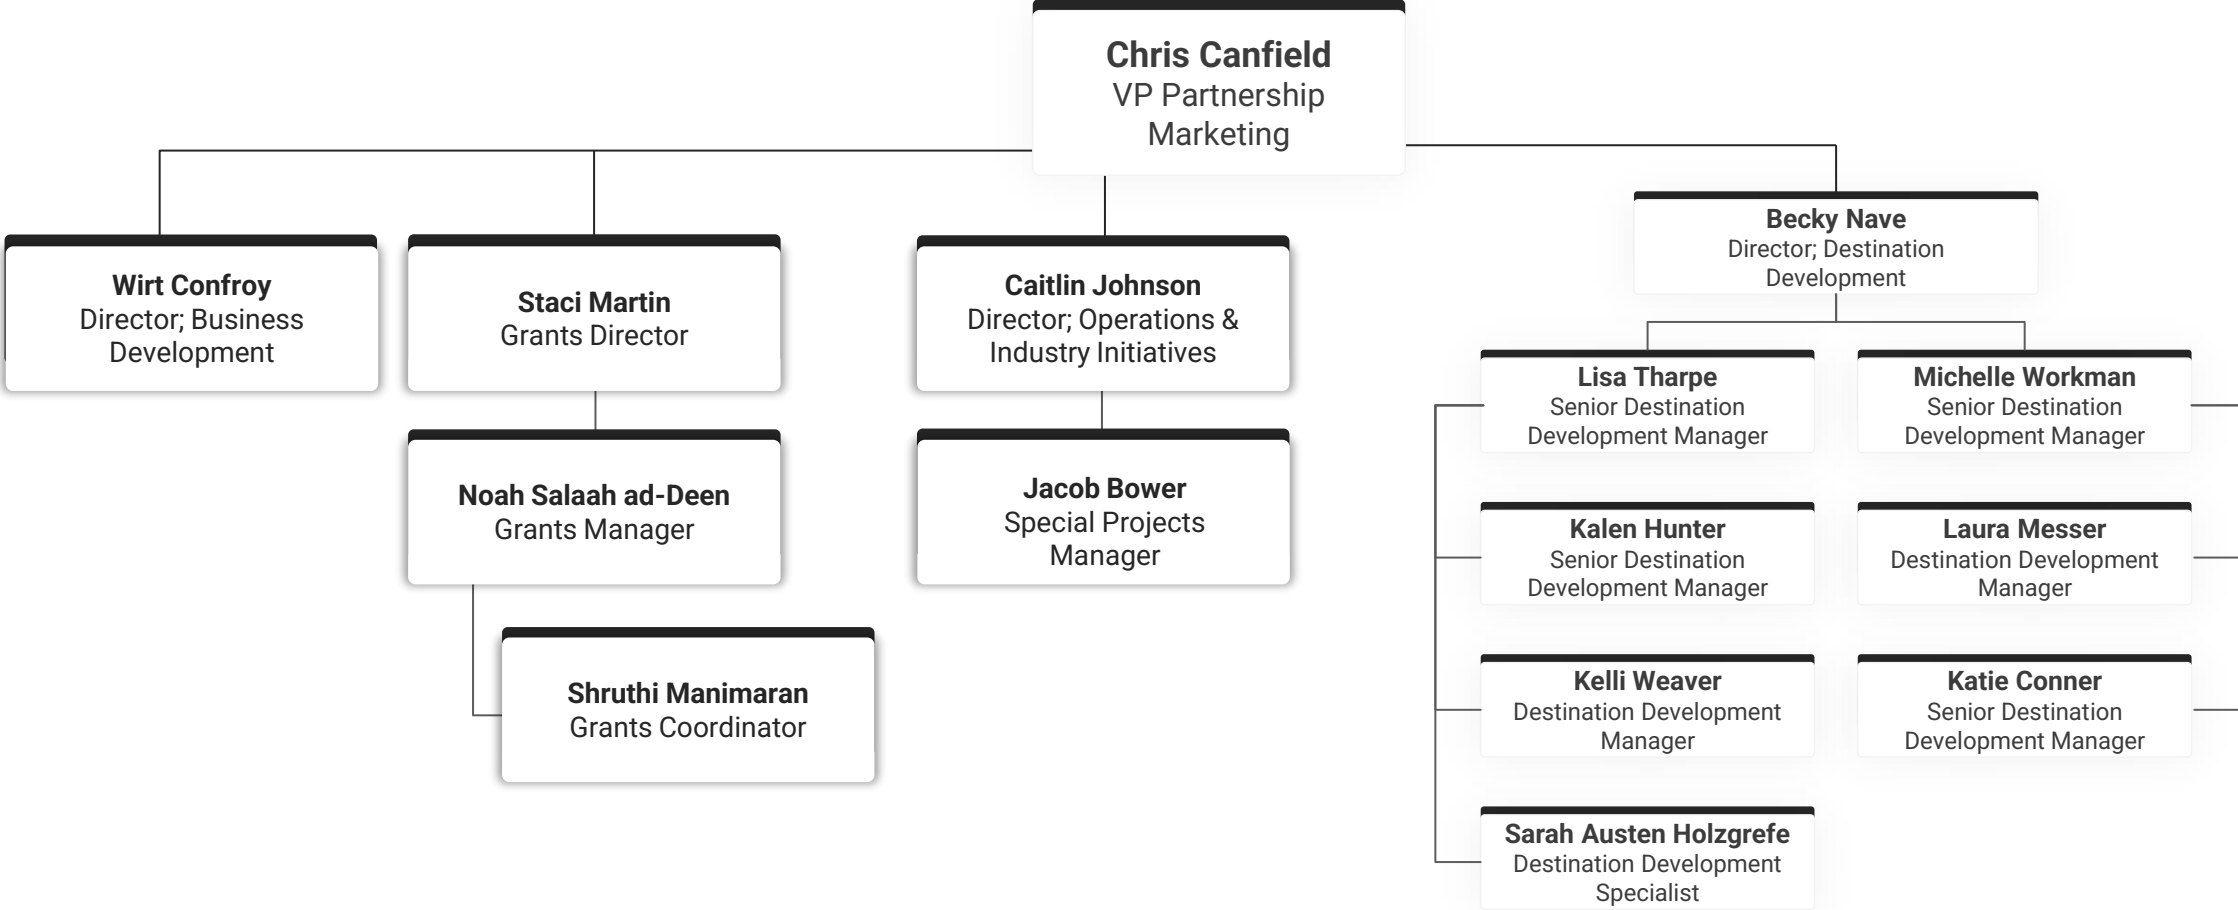 Chris Canfield
VP Partnership
Marketing
Wirt Confroy
Director; Business
Development
Staci Martin
Grants Director
Caitlin Johnson
Director; Operations &
Industry Initiatives
Becky Nave
Director; Destination
Development
Noah Salaah ad-Deen
Grants Manager
Jacob Bower
Special Projects
Manager
Shruthi Manimaran
Grants Coordinator
Lisa Tharpe
Senior Destination
Development Manager
Michelle Workman
Senior Destination
Development Manager
Kalen Hunter
Senior Destination
Development Manager
Laura Messer
Destination Development
Manager
Kelli Weaver
Destination Development
Manager
Katie Conner
Senior Destination
Development Manager
Sarah Austen Holzgrefe
Destination Development
Specialist